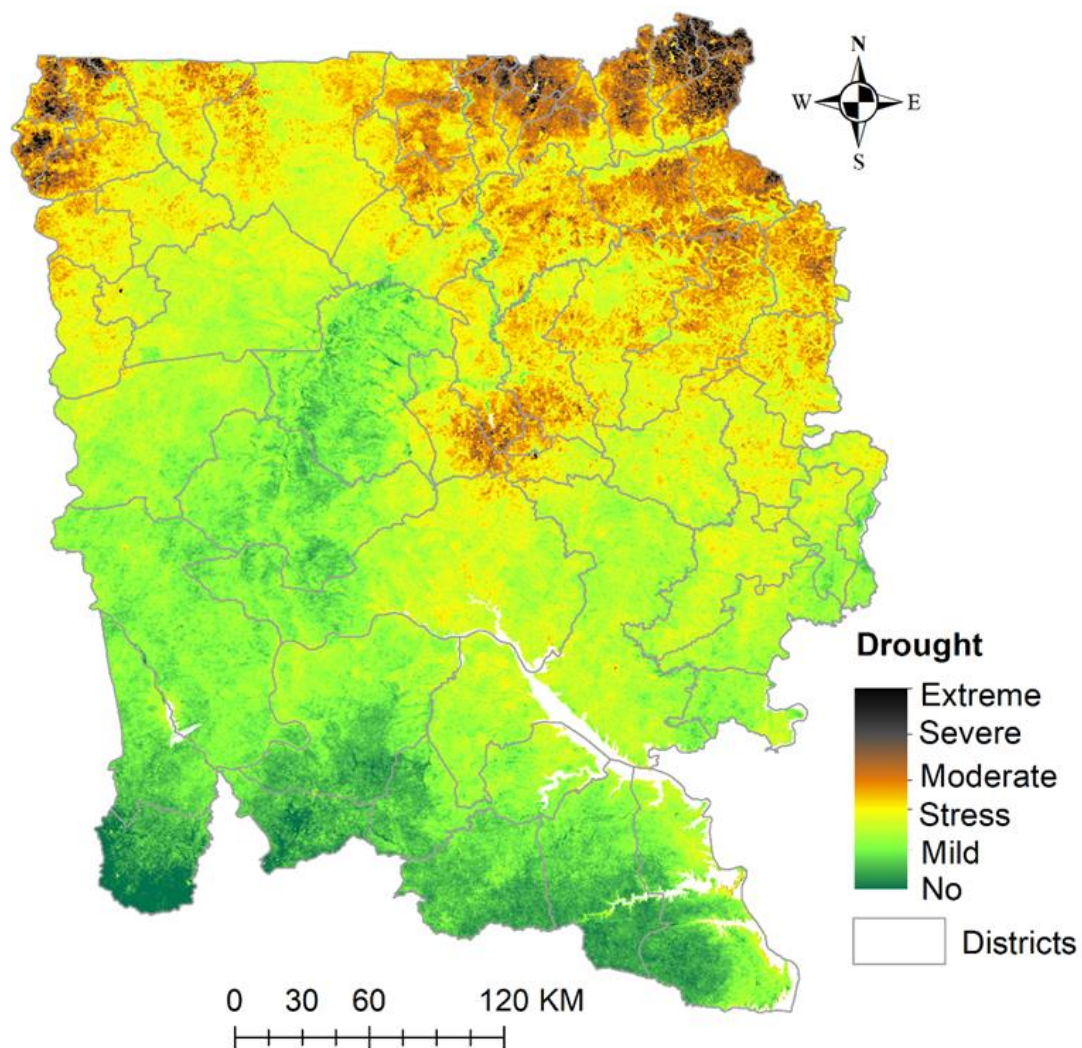 N
W E
S
Drought
Extreme
Severe
Moderate
Stress
Mild
No
Districts
0 30 60 120 KM